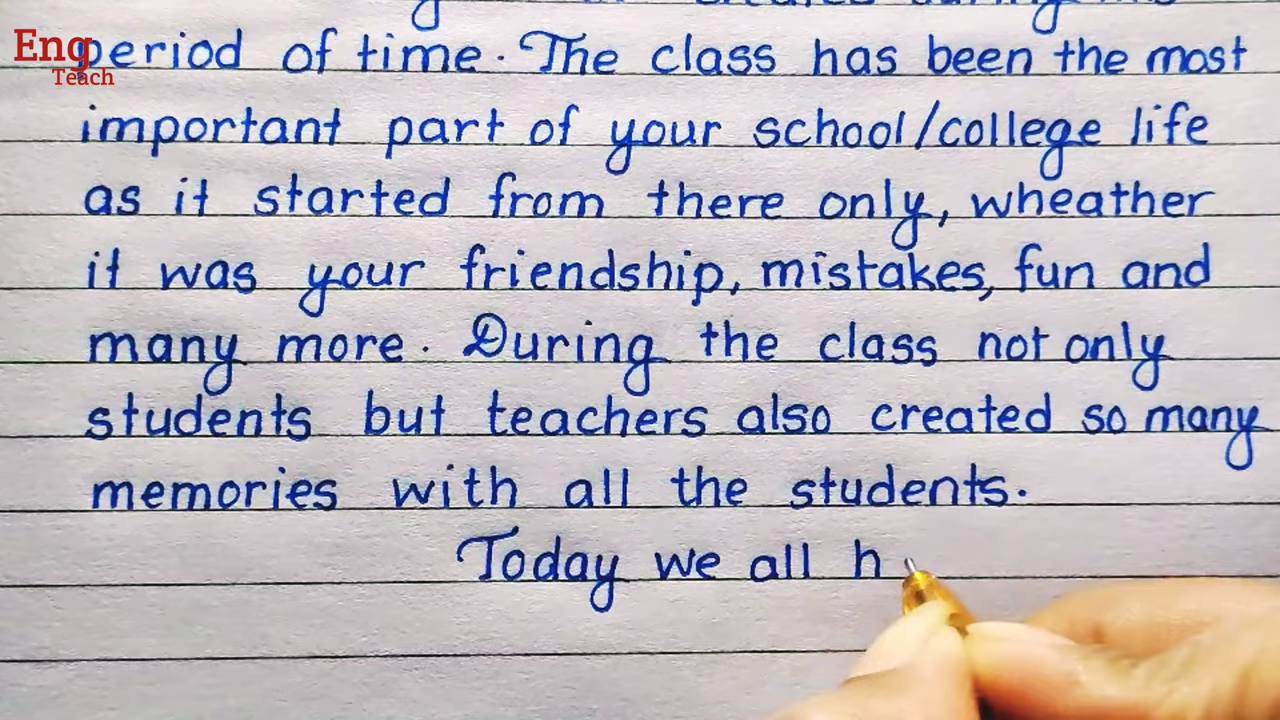 Eng
Teach
period of time. The class has been the most
important part of your school/college life
as it started from there only, wheather
it was your friendship, mistakes, fun and
many more. During the class not only
students but teachers also created so many
memories with all the students.
Today we all h